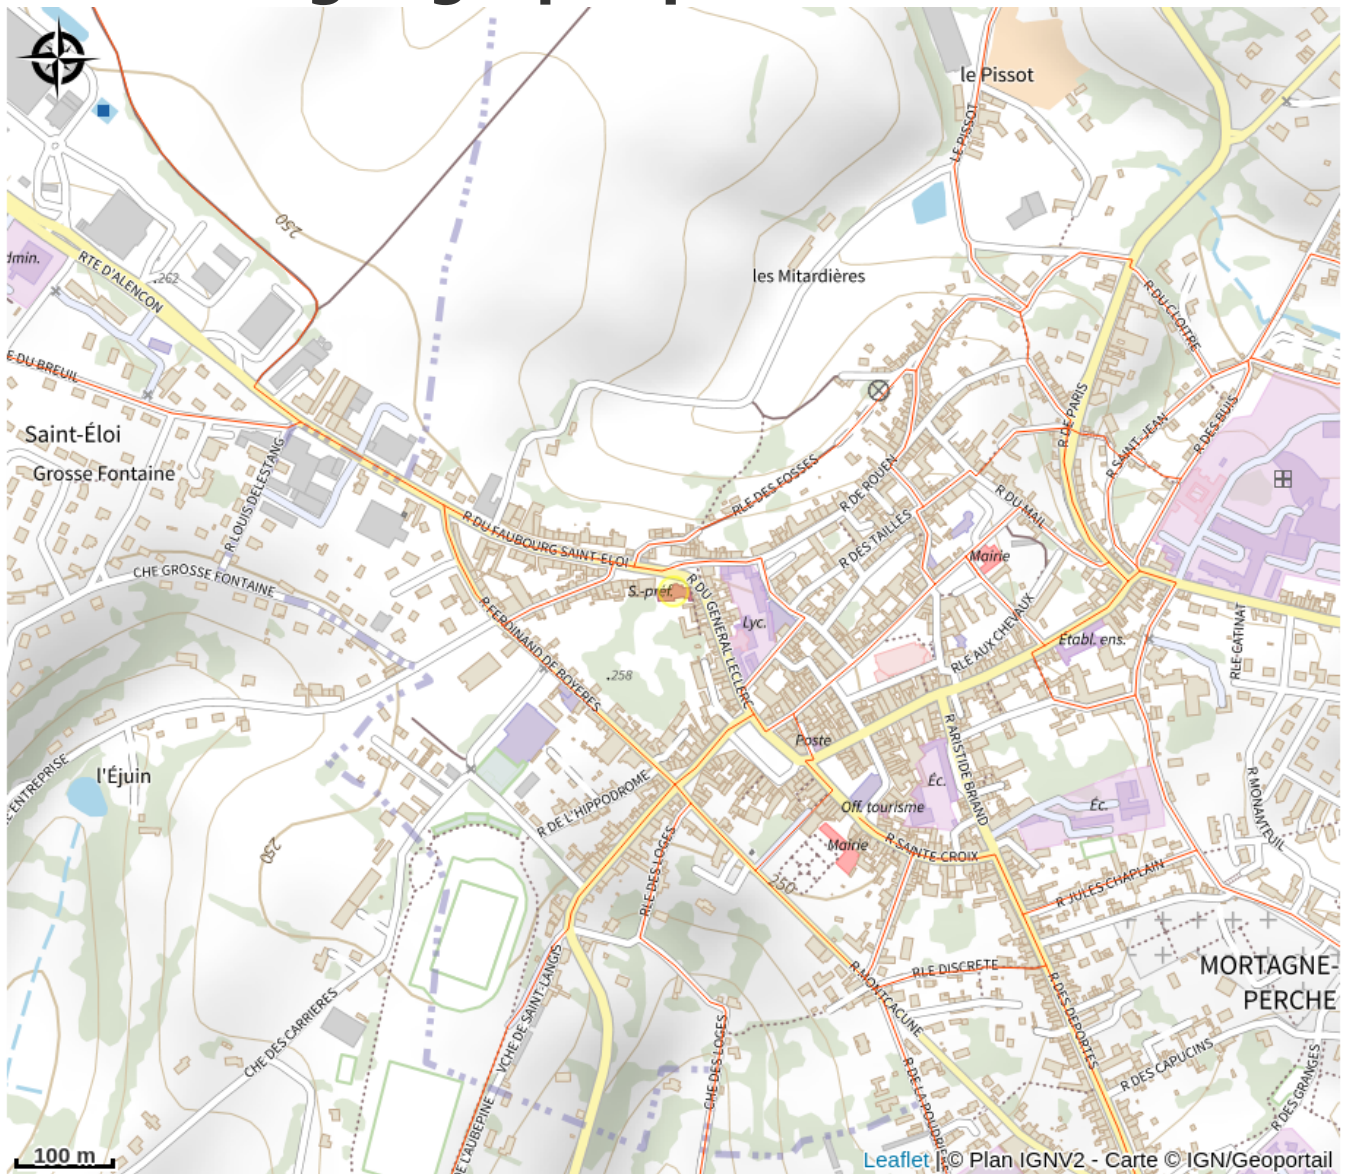 le Pissot
LE PISSOT
250
dmin.
RTE D'ALENCON
262
les Mitardières
R DU CLOITRE
E DU BREUIL
Saint-Éloi
Grosse Fontaine
R LOUIS DELESTANG
R DE PARIS
R SAINT-JEAN
R DES BUIS
RLE DES FOSSES
R DE ROUEN
R DU MAIL
R DU FAUBOURG SAINT-ELOI
R DES TAILLES
Mairie
CHE GROSSE FONTAINE
S.-préf.
R DU GENERAL LECLERC
Lyc.
R FERDINAND DE BOYERES
RLE AUX CHEVAUX
Etabl. ens.
RLE CATINAT
258
Poste
R ARISTIDE BRIAND
l'Éjuin
L'ENTREPRISE
R DE L'HIPPODROME
Off. tourisme
Éc.
Éc.
R MONANTEUIL
Mairie
R SAINTE-CROIX
250
250
RLE DES LOGES
R JULES CHAPLAIN
RLE DISCRETE
MORTAGNE-
PERCHE
R MONTCACUNE
R DES DEPORTES
VCHE DE SAINT-LANGIS
CHE DES CARRIERES
CHE DES LOGES
R DES CAPUCINS
R DES GRANGES
R DE LA POUDRIERE
E L'AUBEPINE
100 m
Leaflet | © Plan IGNV2 - Carte © IGN/Geoportail